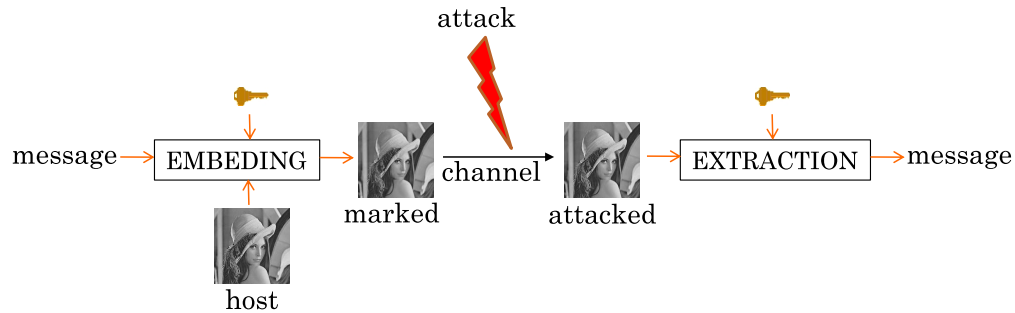 attack
message
EMBEDING
channel
EXTRACTION
message
marked
attacked
host